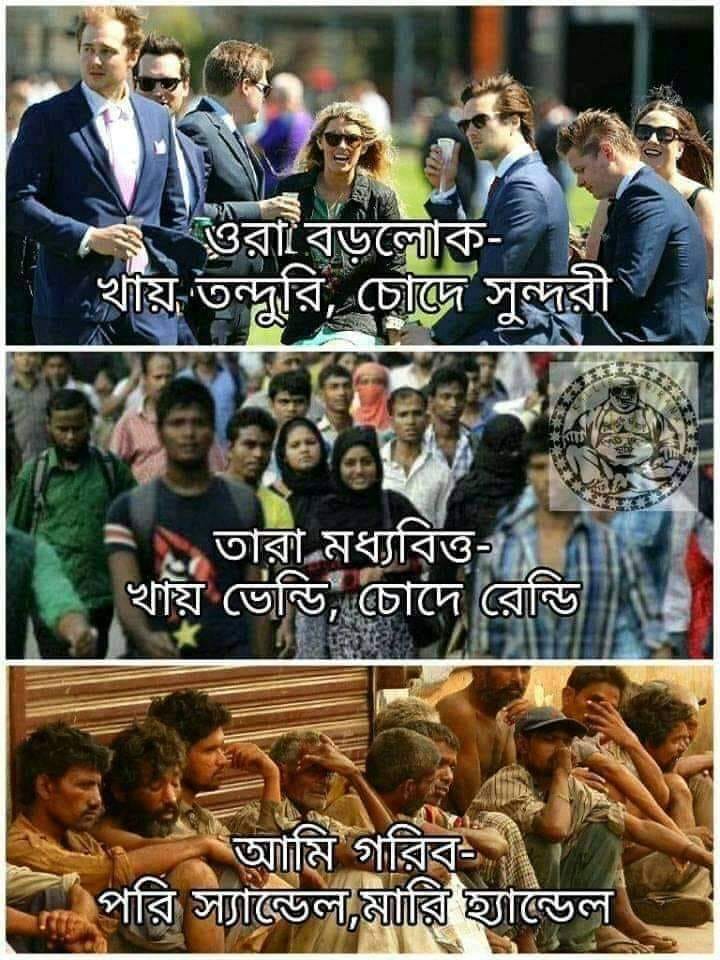 ওরা বড়লোক-
খায় তন্দুরি, চোদে সুন্দরী
তারা মধ্যবিত্ত-
খায় ভেন্ডি, চোদে রেন্ডি
আমি গরিব-
পরি স্যান্ডেল,মারি হ্যান্ডেল